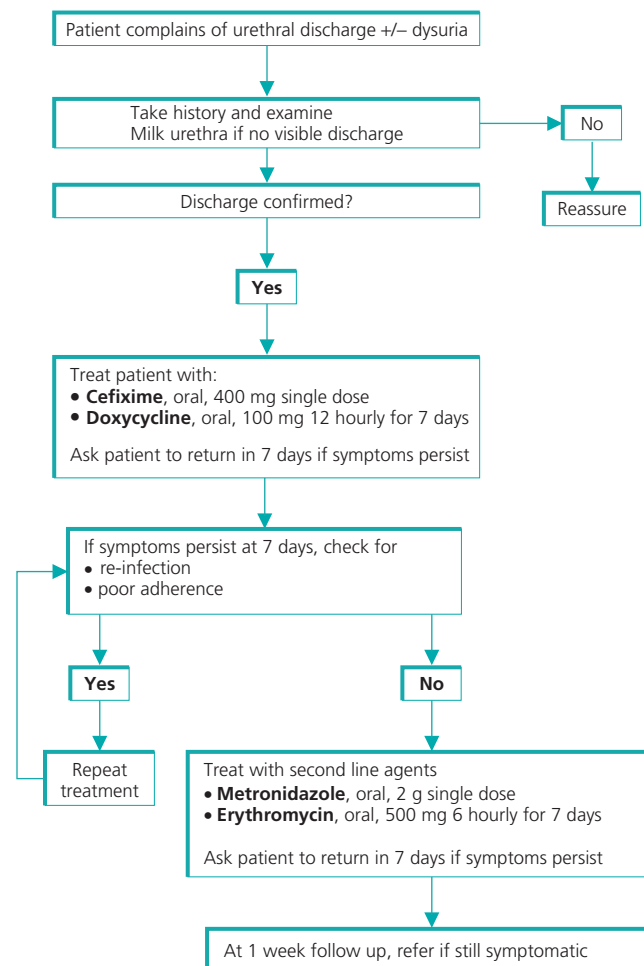 Patient complains of urethral discharge +/– dysuria
Take history and examine
Milk urethra if no visible discharge
No
Discharge confirmed?
Reassure
Yes
Treat patient with:
• Cefixime, oral, 400 mg single dose
• Doxycycline, oral, 100 mg 12 hourly for 7 days
Ask patient to return in 7 days if symptoms persist
If symptoms persist at 7 days, check for
• re-infection
• poor adherence
Yes
No
Repeat
treatment
Treat with second line agents
• Metronidazole, oral, 2 g single dose
• Erythromycin, oral, 500 mg 6 hourly for 7 days
Ask patient to return in 7 days if symptoms persist
At 1 week follow up, refer if still symptomatic